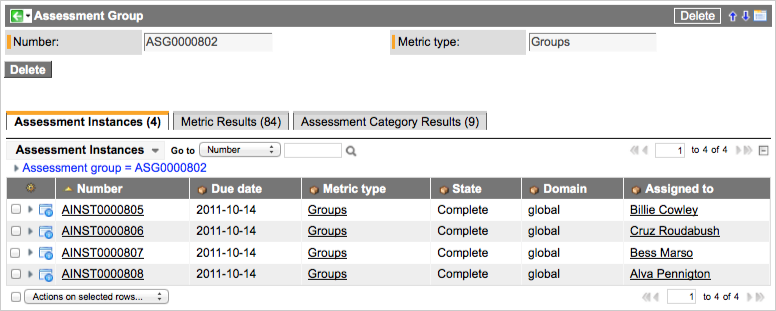 Assessment Group Delete
Number: ASG0000802 Metric type: Groups
Delete
Assessment Instances (4) Metric Results (84) Assessment Category Results (9)
Assessment Instances Go to Number 1 to 4 of 4
Assessment group = ASG0000802
Number Due date Metric type State Domain Assigned to
AINST0000805 2011-10-14 Groups Complete global Billie Cowley
AINST0000806 2011-10-14 Groups Complete global Cruz Roudabush
AINST0000807 2011-10-14 Groups Complete global Bess Marso
AINST0000808 2011-10-14 Groups Complete global Alva Pennigton
Actions on selected rows... 1 to 4 of 4